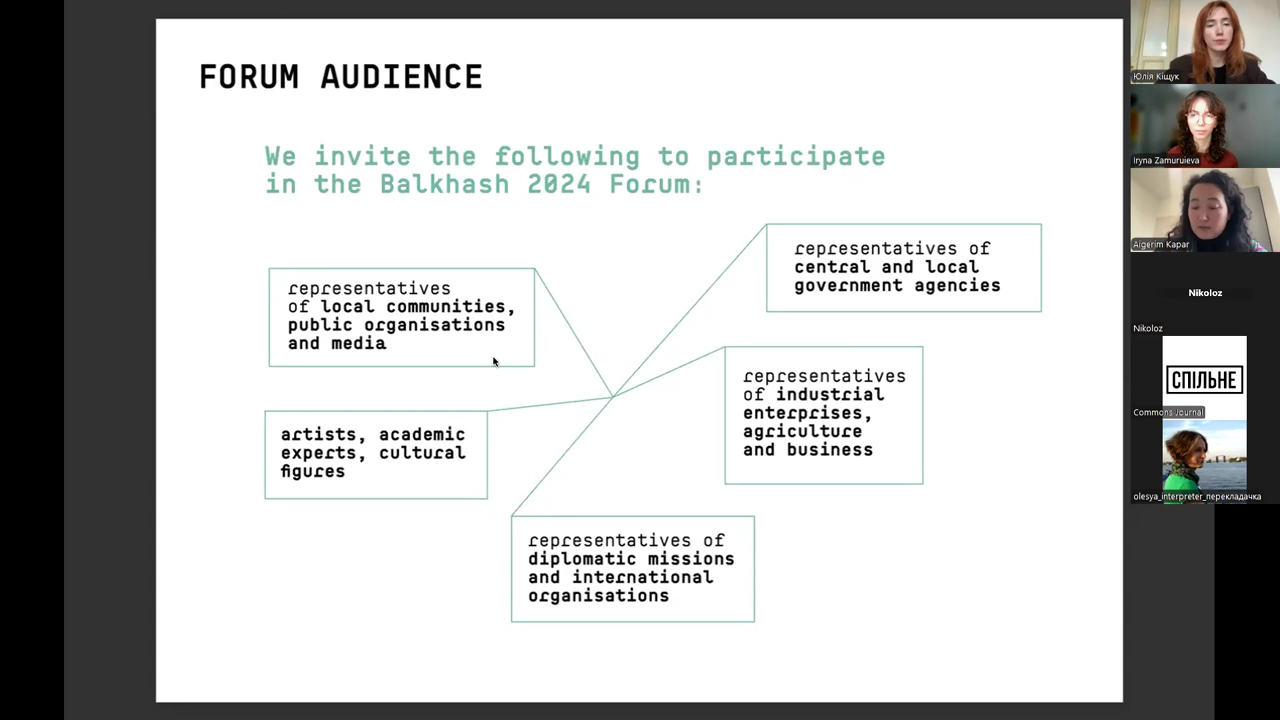 FORUM AUDIENCE
We invite the following to participate
in the Balkhash 2024 Forum:
representatives
of local communities,
public organisations
and media
representatives of
central and local
government agencies
artists, academic
experts, cultural
figures
representatives
of industrial
enterprises,
agriculture
and business
representatives of
diplomatic missions
and international
organisations
Юлія Кіщук
Iryna Zamuruieva
Aigerim Kapar
Nikoloz
Nikoloz
СПІЛЬНЕ
Commons Journal
olesya_interpreter_перекладачка